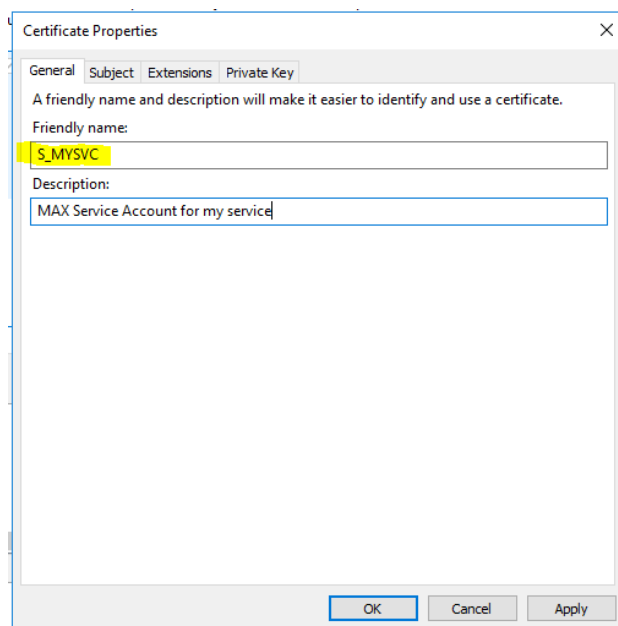 Certificate Properties
General Subject Extensions Private Key
A friendly name and description will make it easier to identify and use a certificate.
Friendly name:
S_MYSVC
Description:
MAX Service Account for my service
OK Cancel Apply